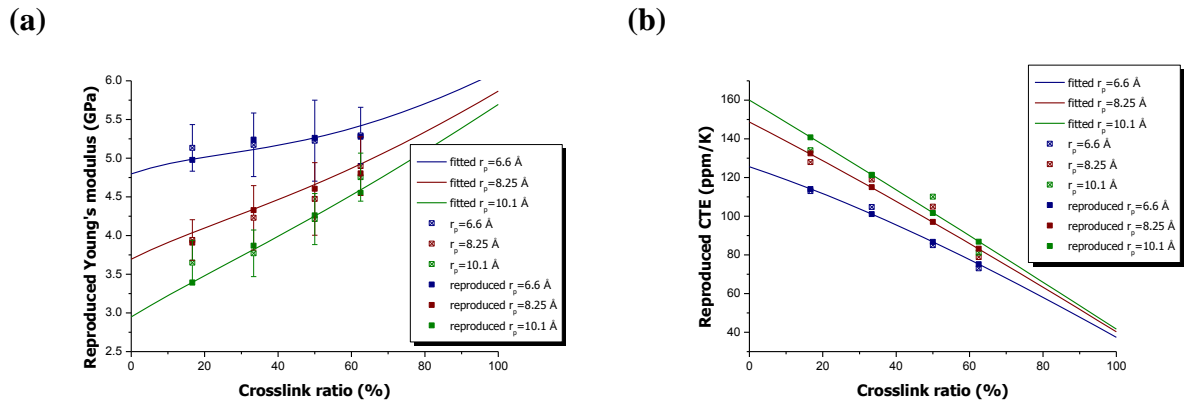 (a)
(b)
Reproduced Young's modulus (GPa)
6.0
5.5
5.0
4.5
4.0
3.5
3.0
2.5
0 20 40 60 80 100
Crosslink ratio (%)
fitted rp=6.6 Å
fitted rp=8.25 Å
fitted rp=10.1 Å
rp=6.6 Å
rp=8.25 Å
rp=10.1 Å
reproduced rp=6.6 Å
reproduced rp=8.25 Å
reproduced rp=10.1 Å
Reproduced CTE (ppm/K)
160
140
120
100
80
60
40
0 20 40 60 80 100
Crosslink ratio (%)
fitted rp=6.6 Å
fitted rp=8.25 Å
fitted rp=10.1 Å
rp=6.6 Å
rp=8.25 Å
rp=10.1 Å
reproduced rp=6.6 Å
reproduced rp=8.25 Å
reproduced rp=10.1 Å